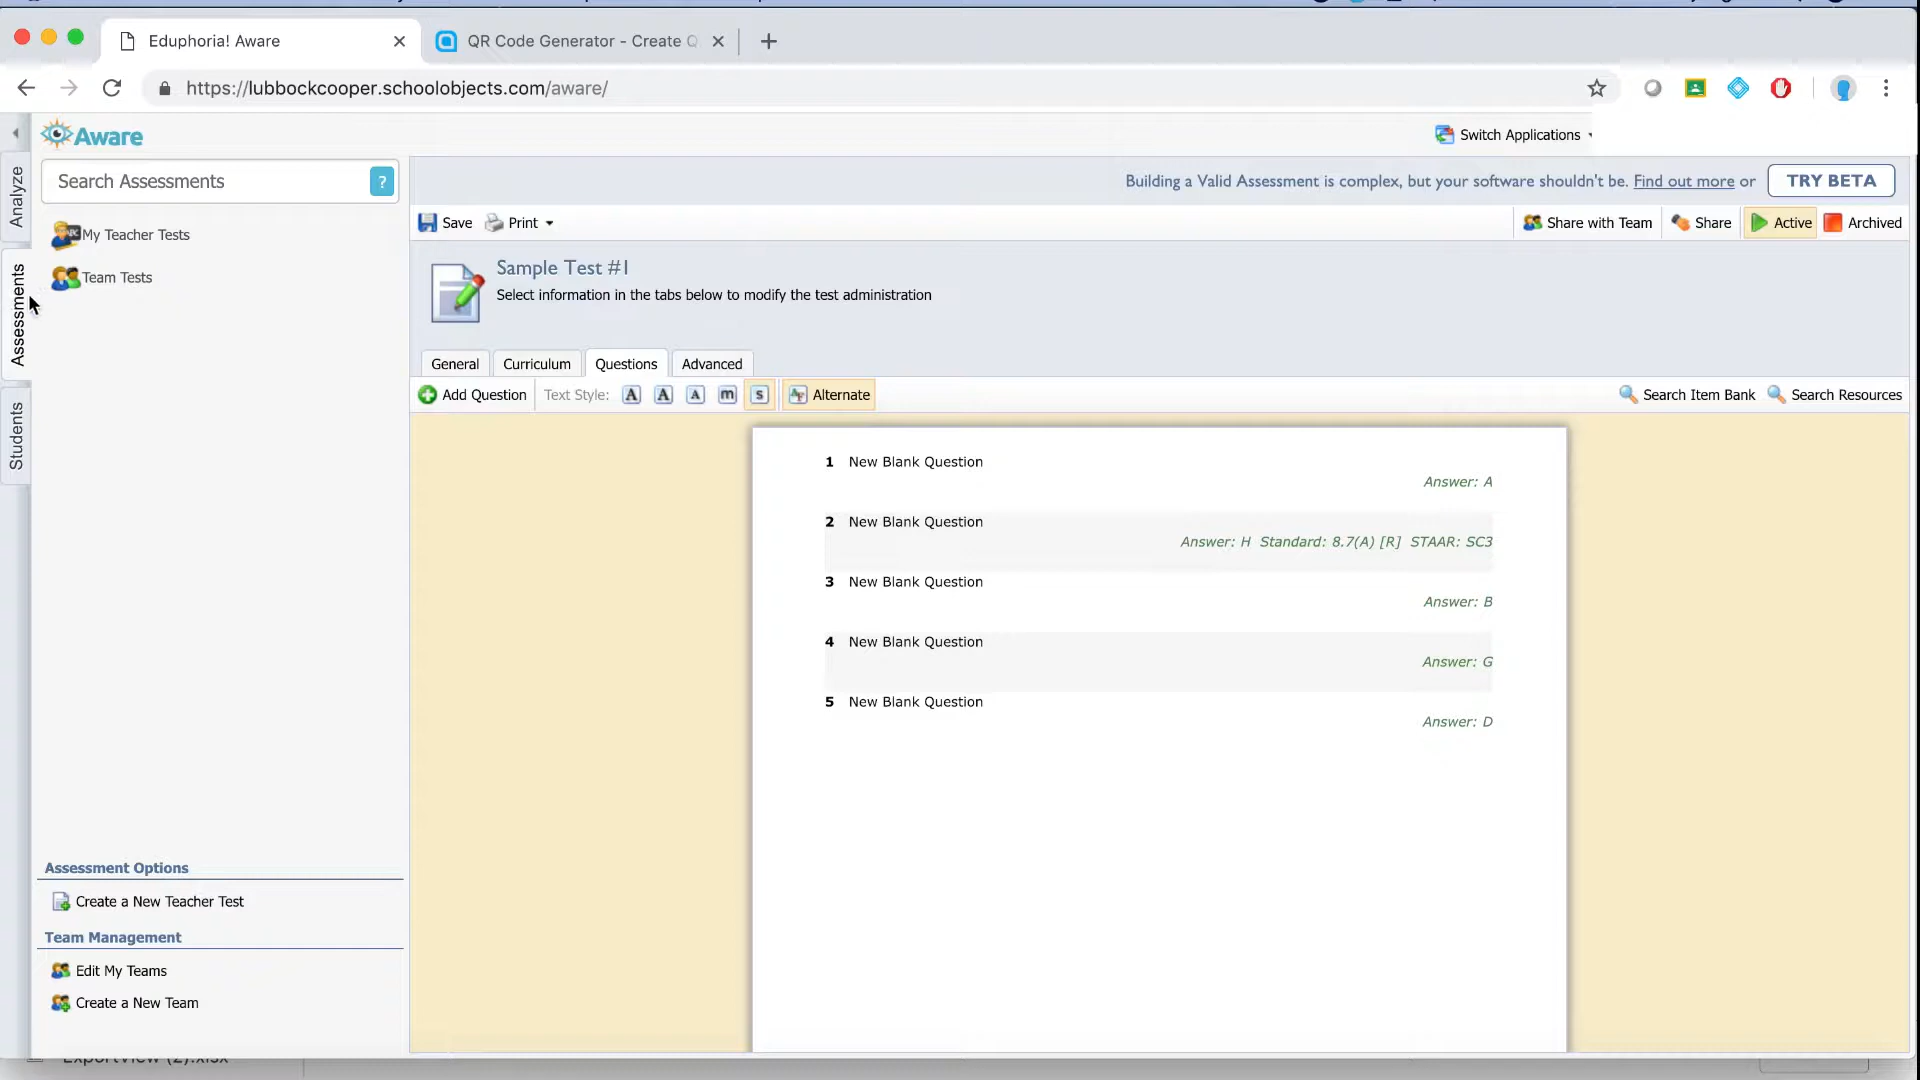 Eduphoria! Aware
QR Code Generator - Create Q
https://lubbockcooper.schoolobjects.com/aware/
Aware
Switch Applications
Analyze
Assessments
Students
Search Assessments
?
Building a Valid Assessment is complex, but your software shouldn't be. Find out more or
TRY BETA
My Teacher Tests
Team Tests
Save
Print
Share with Team
Share
Active
Archived
Sample Test #1
Select information in the tabs below to modify the test administration
General
Curriculum
Questions
Advanced
Add Question
Text Style:
A
A
A
m
s
Alternate
Search Item Bank
Search Resources
1 New Blank Question
Answer: A
2 New Blank Question
Answer: H Standard: 8.7(A) [R] STAAR: SC3
3 New Blank Question
Answer: B
4 New Blank Question
Answer: G
5 New Blank Question
Answer: D
Assessment Options
Create a New Teacher Test
Team Management
Edit My Teams
Create a New Team
ExportView (2).xlsx